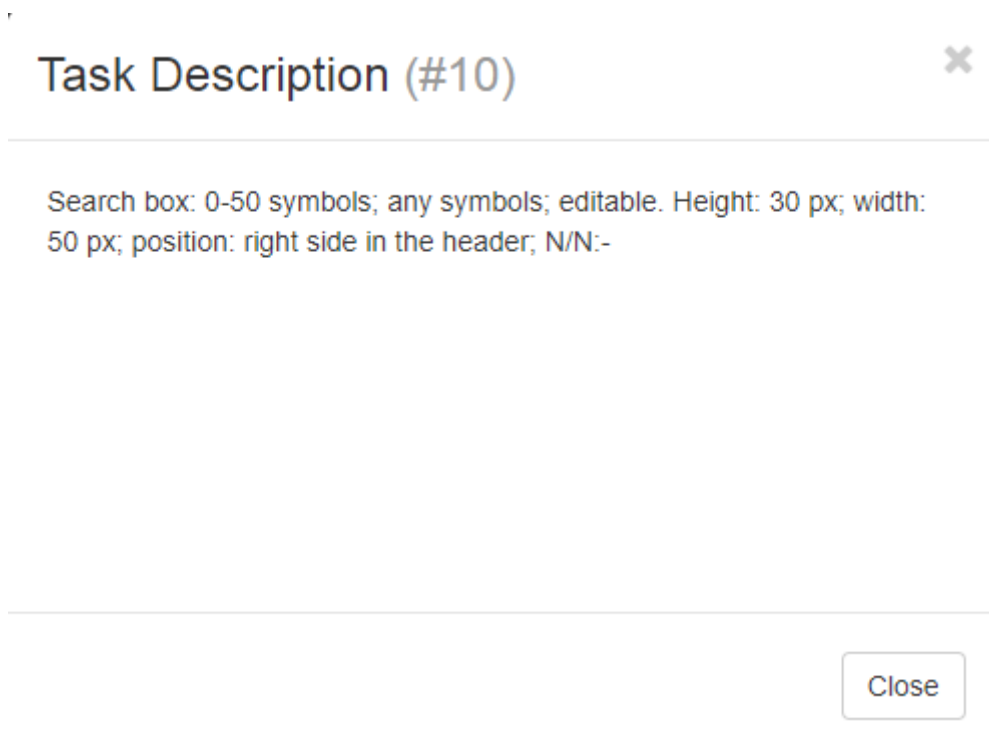 Task Description (#10)
Search box: 0-50 symbols; any symbols; editable. Height: 30 px; width:
50 px; position: right side in the header; N/N:-
Close